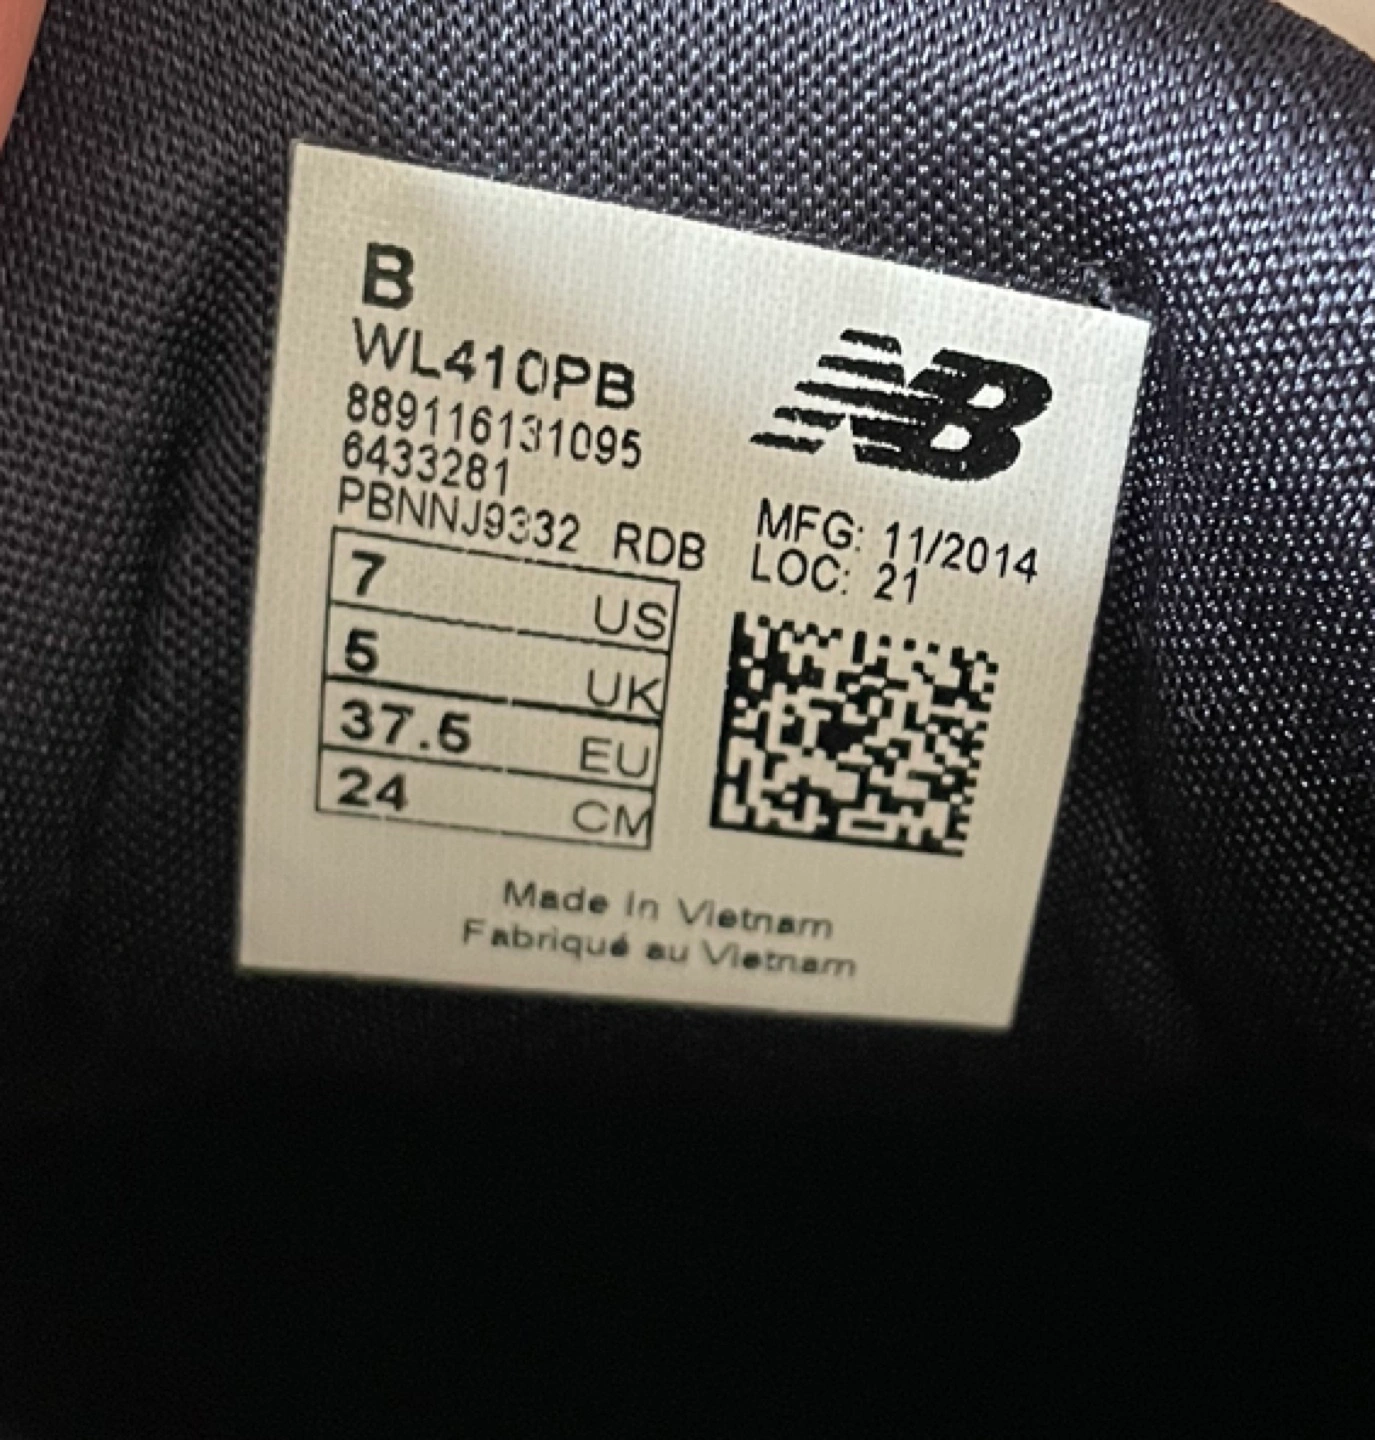 B
WL410PB
889116131095
6433281
PBNNJ9332 RDB
7 US
5 UK
37.5 EU
24 CM
NB
MFG: 11/2014
LOC: 21
Made in Vietnam
Fabriqué au Vietnam